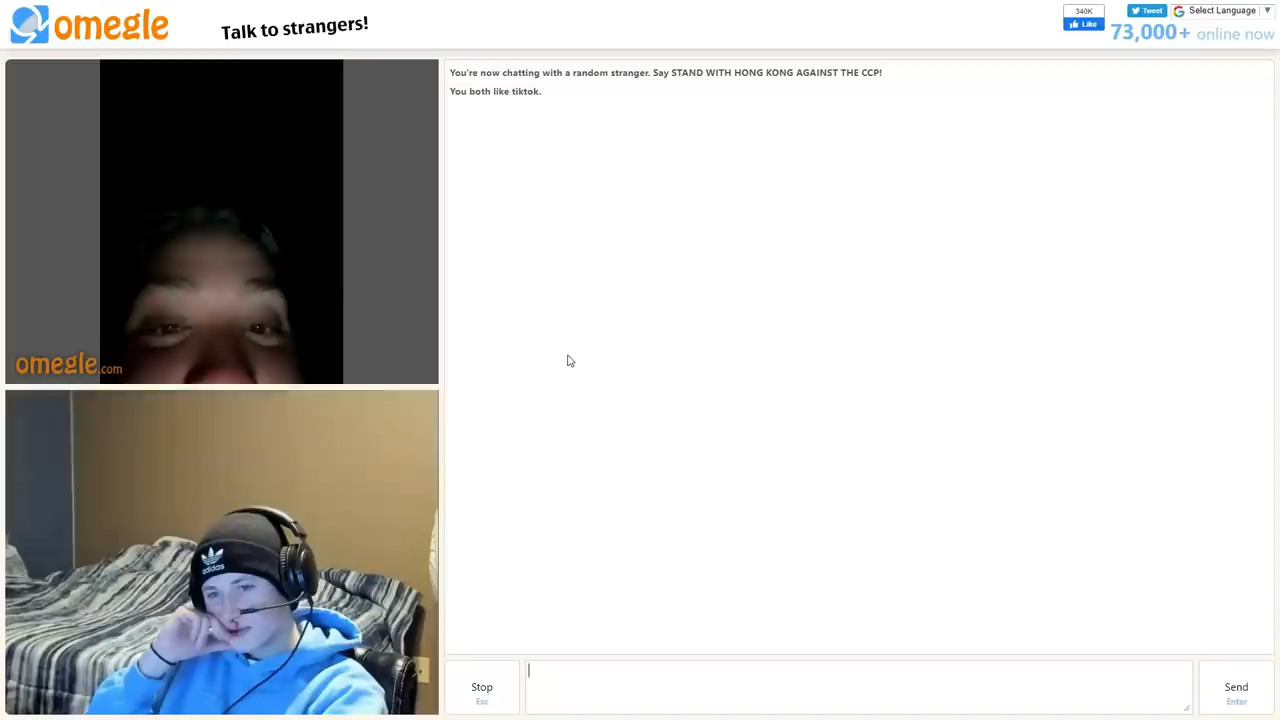 omegle
Talk to strangers!
340K
Like
Tweet
Select Language ▼
73,000+ online now
You're now chatting with a random stranger. Say STAND WITH HONG KONG AGAINST THE CCP!
You both like tiktok.
omegle.com
adidas
Stop
Esc
Send
Enter